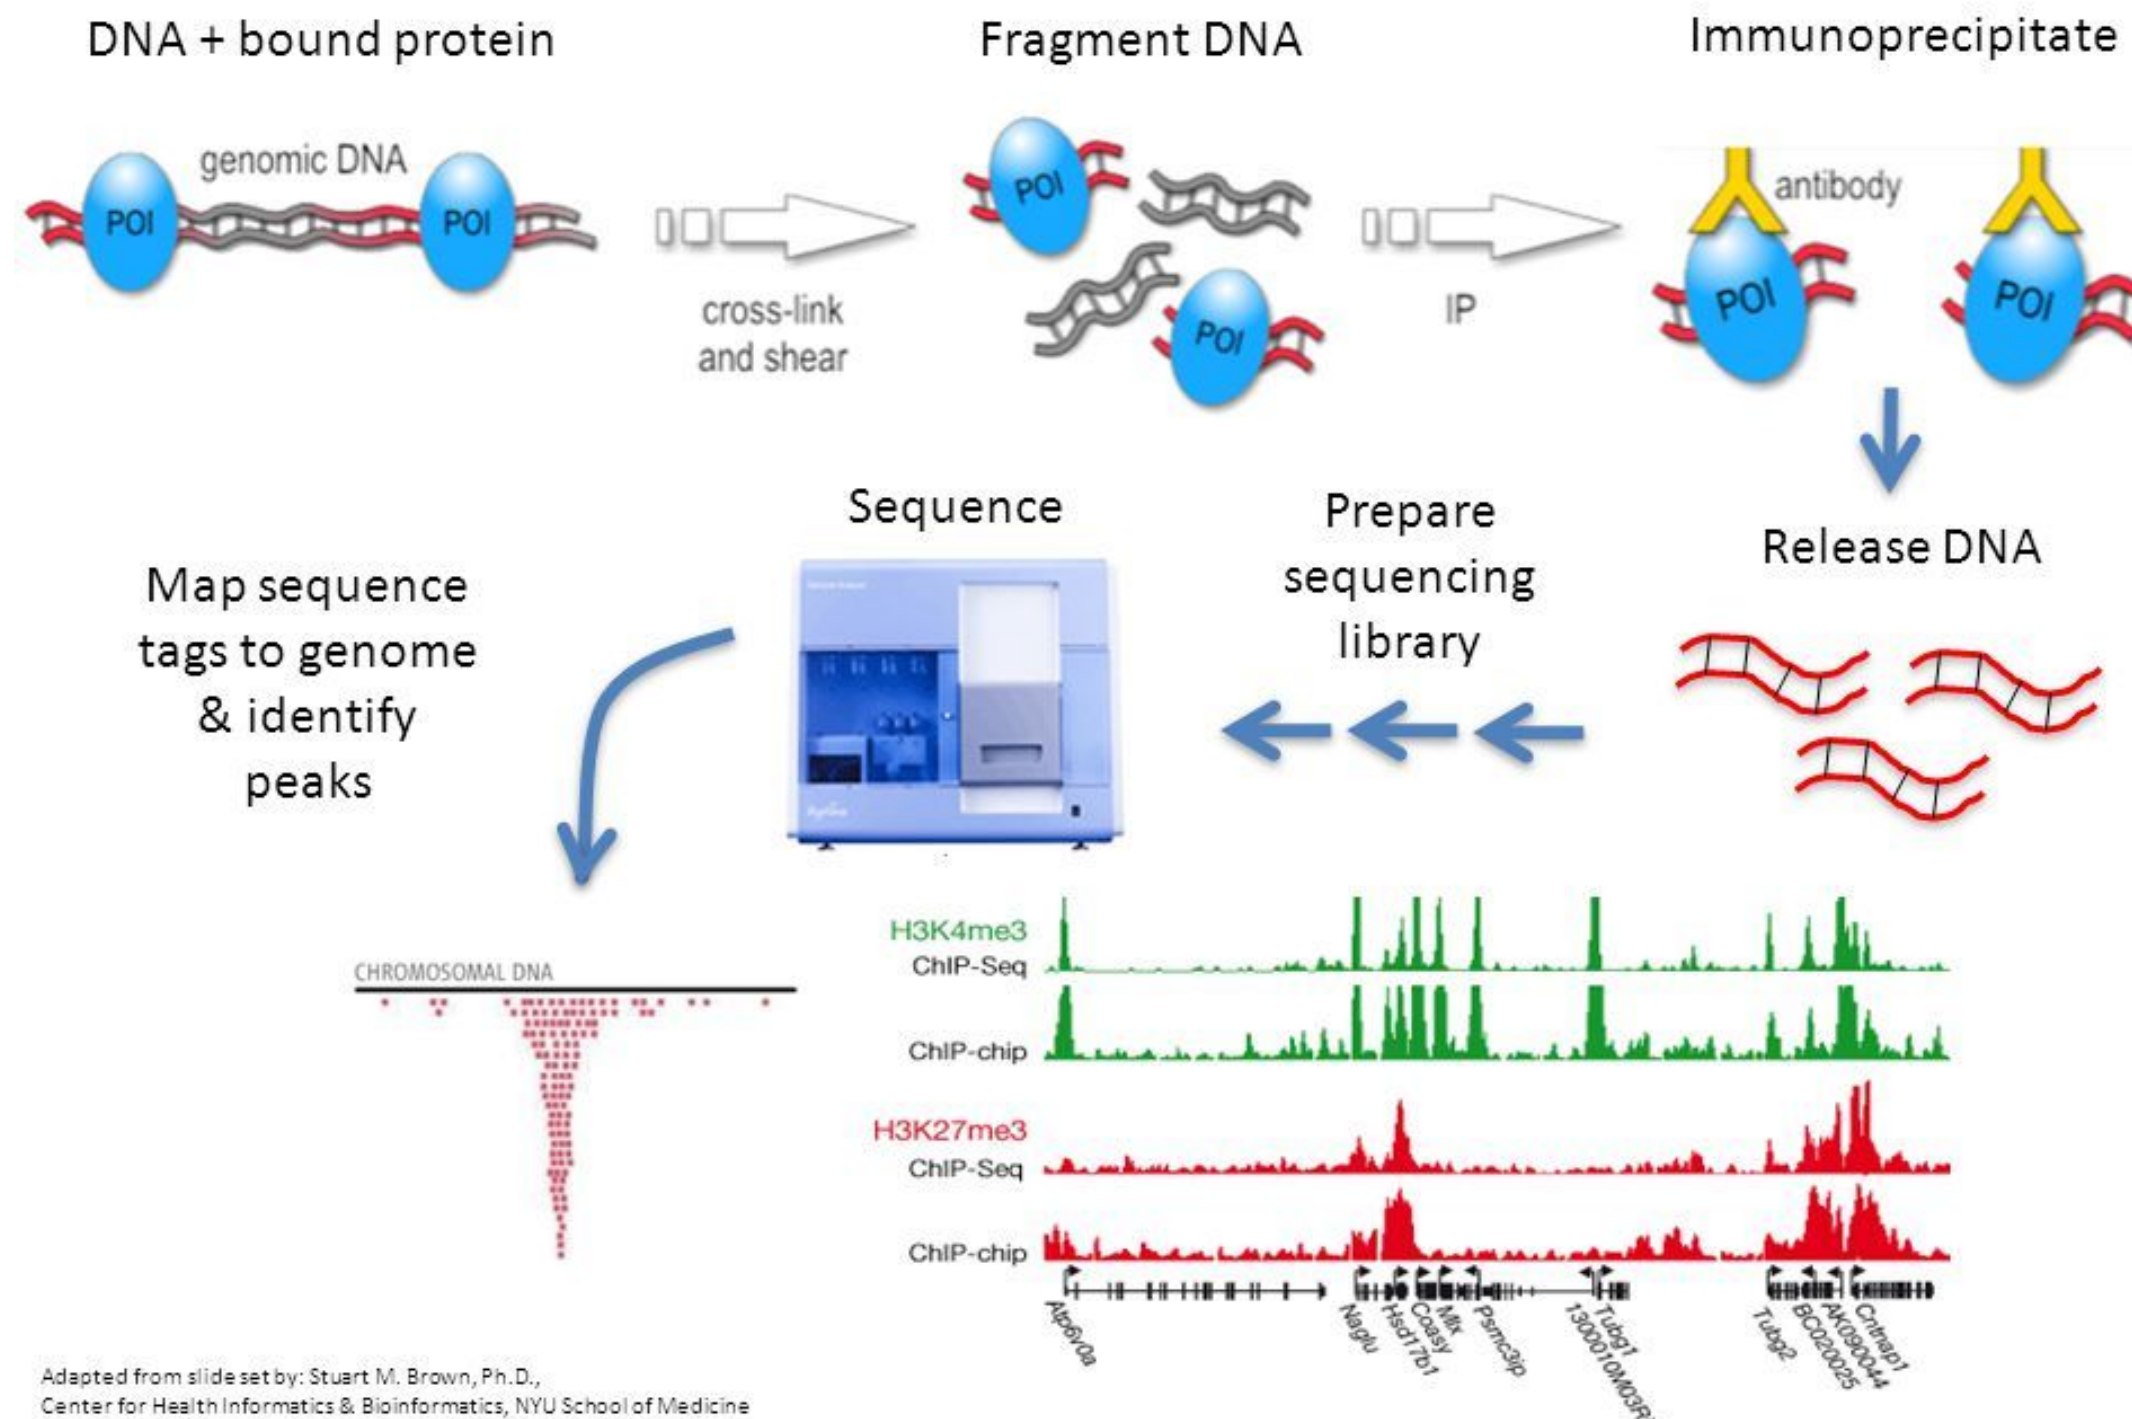 DNA + bound protein
Fragment DNA
Immunoprecipitate
genomic DNA
POI
POI
cross-link
and shear
POI
POI
IP
antibody
POI
POI
Release DNA
Prepare
sequencing
library
Sequence
Map sequence
tags to genome
& identify
peaks
CHROMOSOMAL DNA
H3K4me3
ChIP-Seq
ChIP-chip
H3K27me3
ChIP-Seq
ChIP-chip
Atp6v0a
Naglu
Hsd17b1
Coasy
Mlx
Psmc3ip
Tubg1
Tubg2
BC020025
AK090044
Cntnap1
Adapted from slide set by: Stuart M. Brown, Ph.D.,
Center for Health Informatics & Bioinformatics, NYU School of Medicine